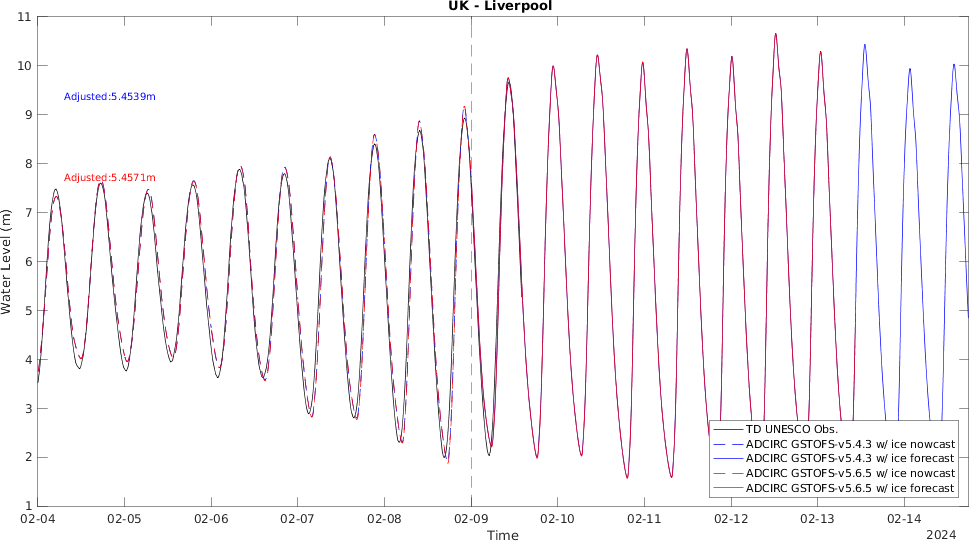 UK - Liverpool
11
10
9
8
7
6
5
4
3
2
1
Water Level (m)
Adjusted:5.4539m
Adjusted:5.4571m
TD UNESCO Obs.
ADCIRC GSTOFS-v5.4.3 w/ ice nowcast
ADCIRC GSTOFS-v5.4.3 w/ ice forecast
ADCIRC GSTOFS-v5.6.5 w/ ice nowcast
ADCIRC GSTOFS-v5.6.5 w/ ice forecast
02-04 02-05 02-06 02-07 02-08 02-09 02-10 02-11 02-12 02-13 02-14
Time
2024